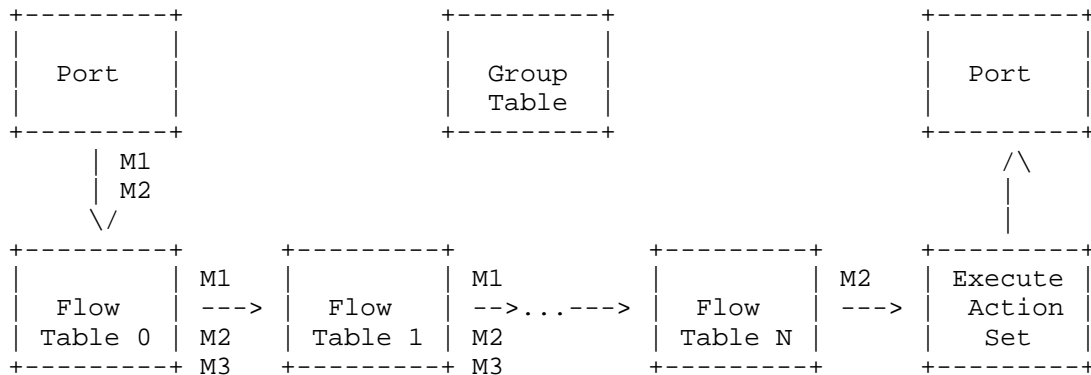 Port Group Port
Table
M1
M2
M1 M1 M2 Execute
Flow Flow ... Flow Action
Table 0 M2 Table 1 M2 Table N Set
M3 M3